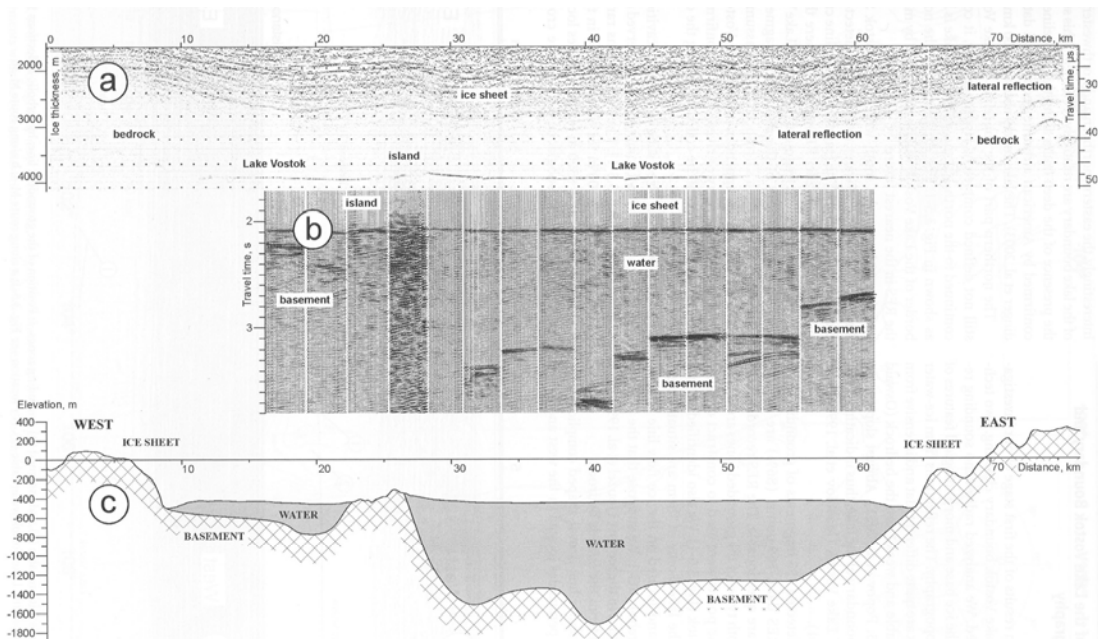 0 10 20 30 40 50 60 70 Distance, km
2000
3000
4000
Ice thickness, m
a
ice sheet
lateral reflection
bedrock
lateral reflection
bedrock
island
Lake Vostok
Lake Vostok
Travel time, µs
30
40
50
island
ice sheet
b
2
3
Travel time, s
water
basement
basement
basement
Elevation, m
WEST
EAST
ICE SHEET
ICE SHEET
400
200
0
-200
-400
-600
-800
-1000
-1200
-1400
-1600
-1800
10 20 30 40 50 60 70 Distance, km
c
WATER
BASEMENT
WATER
BASEMENT